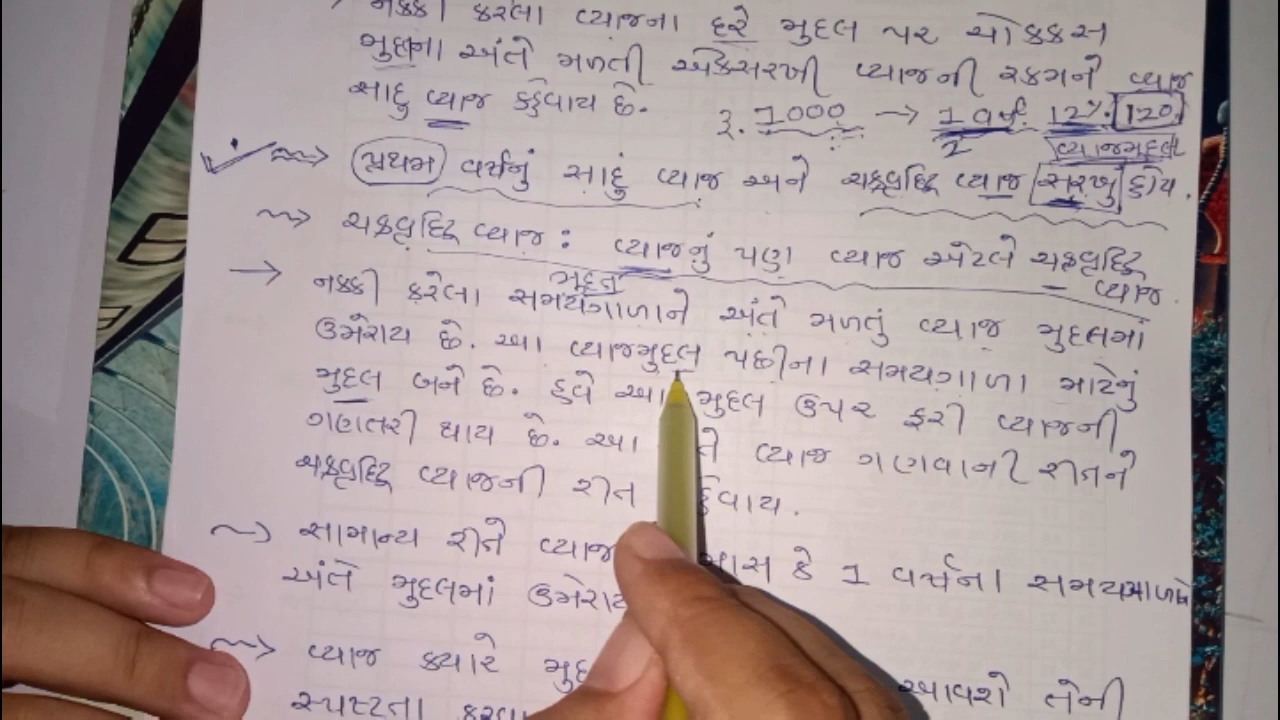 નક્કી કરેલા વ્યાજના દરે મુદ્દલ પર ચોક્કસ
મુદ્દતના અંતે મળતી એકસરખી વ્યાજની રકમને વ્યાજ
સાદુ વ્યાજ કહેવાય છે.
રૂ. 1000 → 1 વર્ષ 12%. 120
2 વ્યાજમુદ્દલ
પ્રથમ વર્ષનું સાદું વ્યાજ અને ચક્રવૃદ્ધિ વ્યાજ સરખુ હોય.
ચક્રવૃદ્ધિ વ્યાજ : વ્યાજનું પણ વ્યાજ એટલે ચક્રવૃદ્ધિ
વ્યાજ.
મુદ્દત
→ નક્કી કરેલા સમયગાળાને અંતે મળતું વ્યાજ મુદ્દલમાં
ઉમેરાય છે. આ વ્યાજમુદ્દલ પછીના સમયગાળા માટેનું
મુદ્દલ બને છે. હવે આ મુદ્દલ ઉપર ફરી વ્યાજની
ગણતરી થાય છે. આ તે વ્યાજ ગણવાની રીતને
ચક્રવૃદ્ધિ વ્યાજની રીત કહેવાય.
સામાન્ય રીતે વ્યાજ માસ કે 1 વર્ષના સમયગાળાને
અંતે મુદ્દલમાં ઉમેરાય
વ્યાજ ક્યારે આવશે તેની
સ્પષ્ટતા